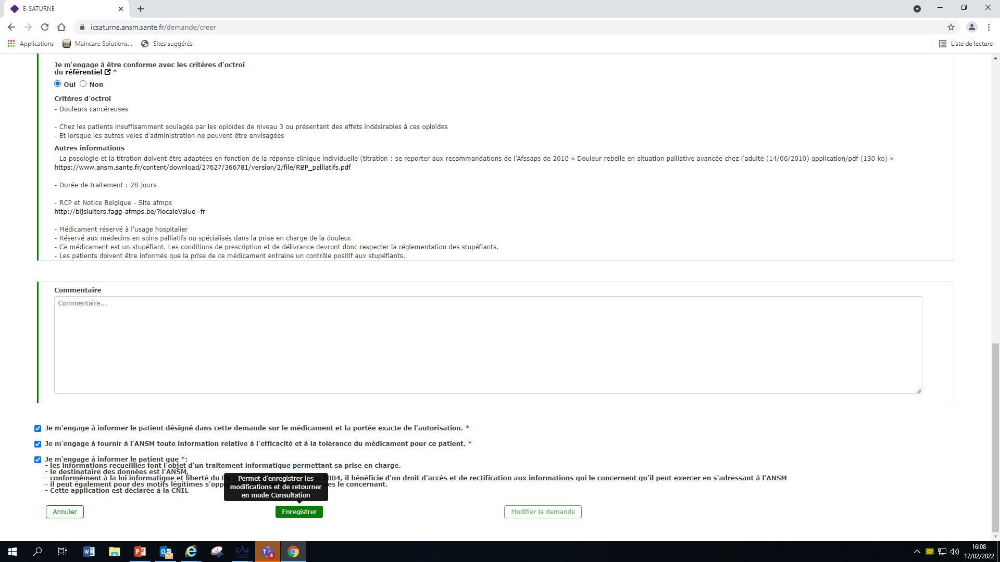 E-SATURNE
icsaturne.ansm.sante.fr/demande/creer
Applications
Maincare Solutions...
Sites suggérés
Liste de lecture
Je m'engage à être conforme avec les critères d'octroi
du référentiel *
Oui Non
Critères d'octroi
- Douleurs cancéreuses
- Chez les patients insuffisamment soulagés par les opioïdes de niveau 3 ou présentant des effets indésirables à ces opioïdes
- Et lorsque les autres voies d'administration ne peuvent être envisagées
Autres informations
- La posologie et la titration doivent être adaptées en fonction de la réponse clinique individuelle (titration : se reporter aux recommandations de l'Afssaps de 2010 « Douleur rebelle en situation palliative avancée chez l'adulte (14/06/2010) application/pdf (130 ko) »
https://www.ansm.sante.fr/content/download/27627/366781/version/2/file/RBP_palliatifs.pdf
- Durée de traitement : 28 jours
- RCP et Notice Belgique - Site afmps
http://bijsluiters.fagg-afmps.be/?localeValue=fr
- Médicament réservé à l'usage hospitalier
- Réservé aux médecins en soins palliatifs ou spécialisés dans la prise en charge de la douleur.
- Ce médicament est un stupéfiant. Les conditions de prescription et de délivrance devront donc respecter la réglementation des stupéfiants.
- Les patients doivent être informés que la prise de ce médicament entraine un contrôle positif aux stupéfiants.
Commentaire
Commentaire...
Je m'engage à informer le patient désigné dans cette demande sur le médicament et la portée exacte de l'autorisation. *
Je m'engage à fournir à l'ANSM toute information relative à l'efficacité et à la tolérance du médicament pour ce patient. *
Je m'engage à informer le patient que *:
- les informations recueillies font l'objet d'un traitement informatique permettant sa prise en charge.
- le destinataire des données est l'ANSM,
- conformément à la loi informatique et liberté du 2004, il bénéficie d'un droit d'accès et de rectification aux informations qui le concernent qu'il peut exercer en s'adressant à l'ANSM
- il peut également pour des motifs légitimes le concernant.
- Cette application est déclarée à la CNIL
Permet d'enregistrer les
modifications et de retourner
en mode Consultation
Annuler
Enregistrer
Modifier la demande
chu
4
16:08
17/02/2022